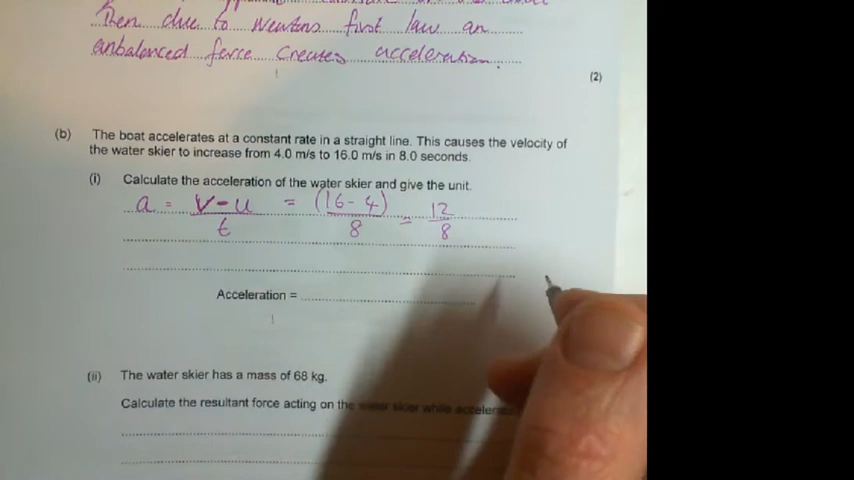 then due to Newtons first law an
unbalanced force creates acceleration.
(2)
(b) The boat accelerates at a constant rate in a straight line. This causes the velocity of
the water skier to increase from 4.0 m/s to 16.0 m/s in 8.0 seconds.
(i) Calculate the acceleration of the water skier and give the unit.
a = v-u / t = (16-4) / 8 = 12 / 8
Acceleration =
(ii) The water skier has a mass of 68 kg.
Calculate the resultant force acting on the water skier while